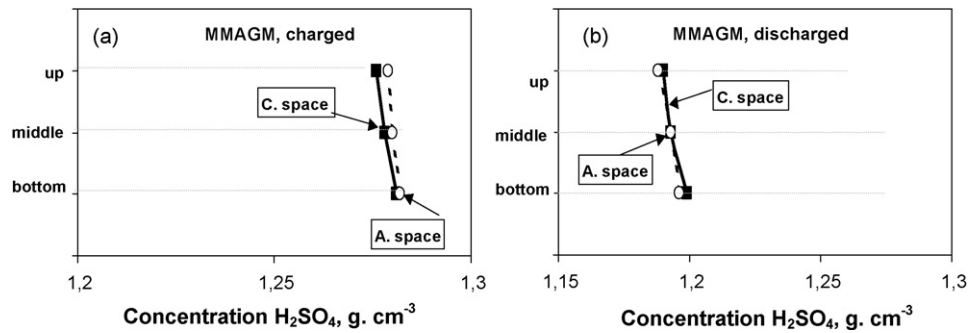 (a) MMAGM, charged
up
C. space
middle
bottom
A. space
1,2 1,25 1,3
Concentration H₂SO₄, g. cm⁻³
(b) MMAGM, discharged
up
C. space
middle
A. space
bottom
1,15 1,2 1,25 1,3
Concentration H₂SO₄, g. cm⁻³